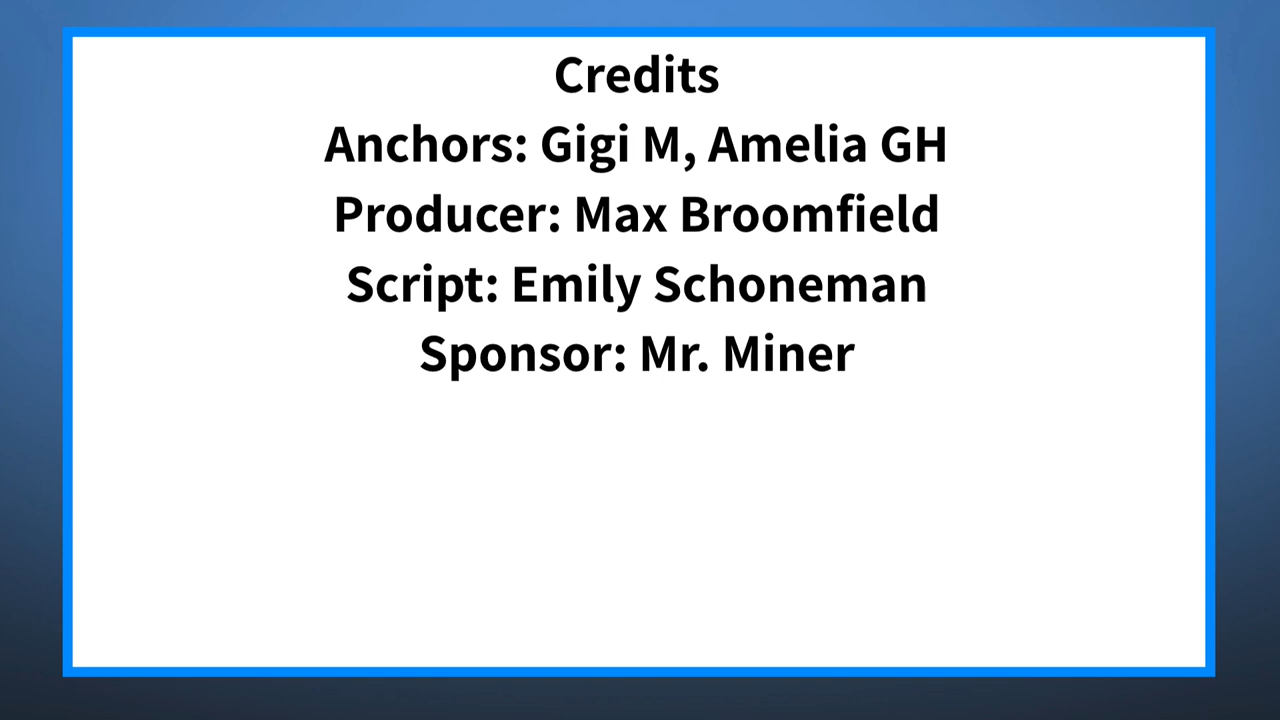 Credits
Anchors: Gigi M, Amelia GH
Producer: Max Broomfield
Script: Emily Schoneman
Sponsor: Mr. Miner